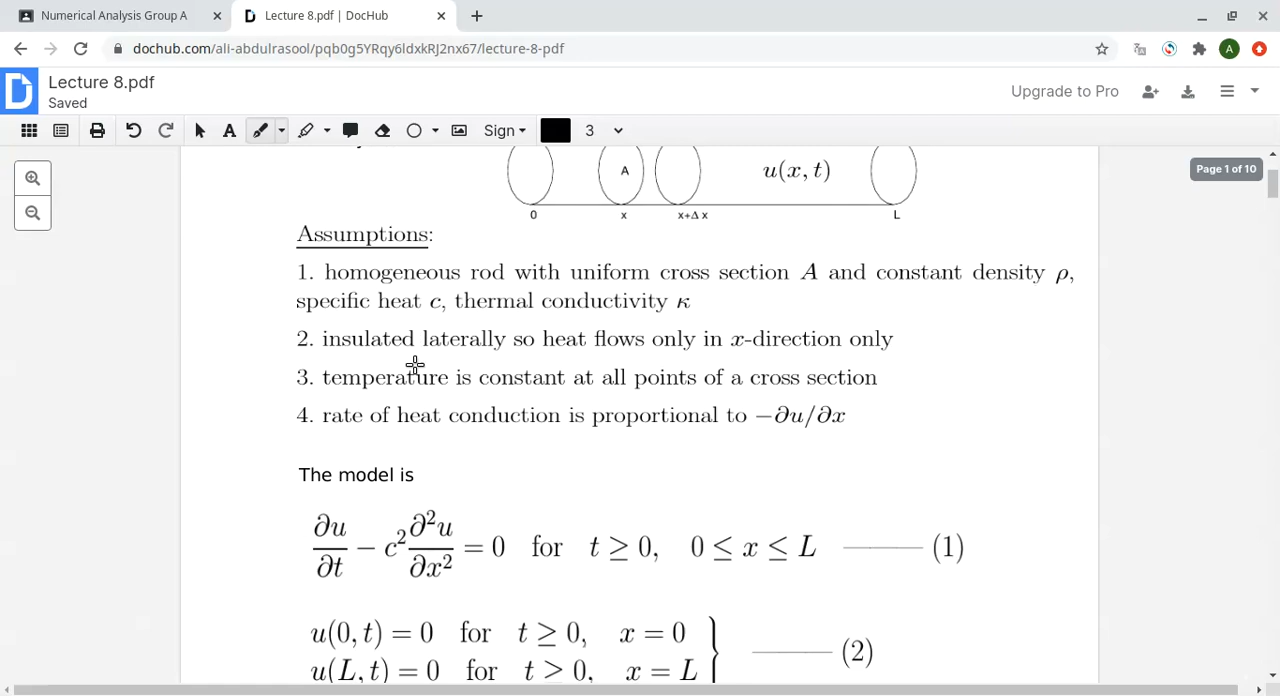 Numerical Analysis Group A
Lecture 8.pdf | DocHub
dochub.com/ali-abdulrasool/pqb0g5YRqy6ldxkRJ2nx67/lecture-8-pdf
A
Lecture 8.pdf
Saved
Upgrade to Pro
A
Sign
3
Page 1 of 10
A
u(x, t)
0
x
x+Δ x
L
Assumptions:
1. homogeneous rod with uniform cross section A and constant density ρ,
specific heat c, thermal conductivity κ
2. insulated laterally so heat flows only in x-direction only
3. temperature is constant at all points of a cross section
4. rate of heat conduction is proportional to −∂u/∂x
The model is
∂u/∂t − c² ∂²u/∂x² = 0 for t ≥ 0, 0 ≤ x ≤ L ——— (1)
u(0, t) = 0 for t ≥ 0, x = 0
——— (2)
u(L, t) = 0 for t ≥ 0, x = L